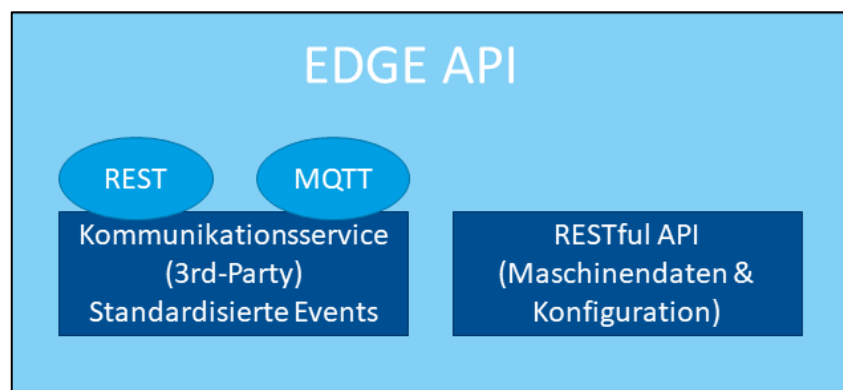 EDGE API
REST
MQTT
Kommunikationsservice
(3rd-Party)
Standardisierte Events
RESTful API
(Maschinendaten &
Konfiguration)